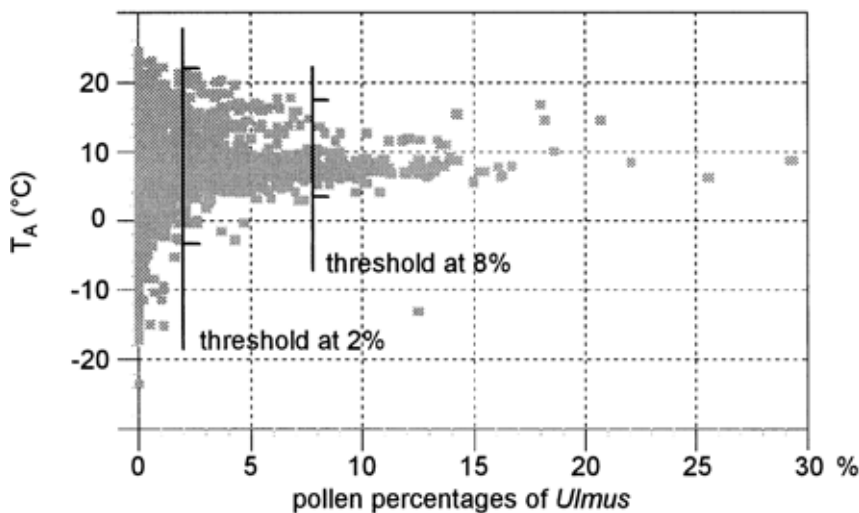 20
10
0
-10
-20
T_A (°C)
threshold at 8%
threshold at 2%
0 5 10 15 20 25 30 %
pollen percentages of Ulmus